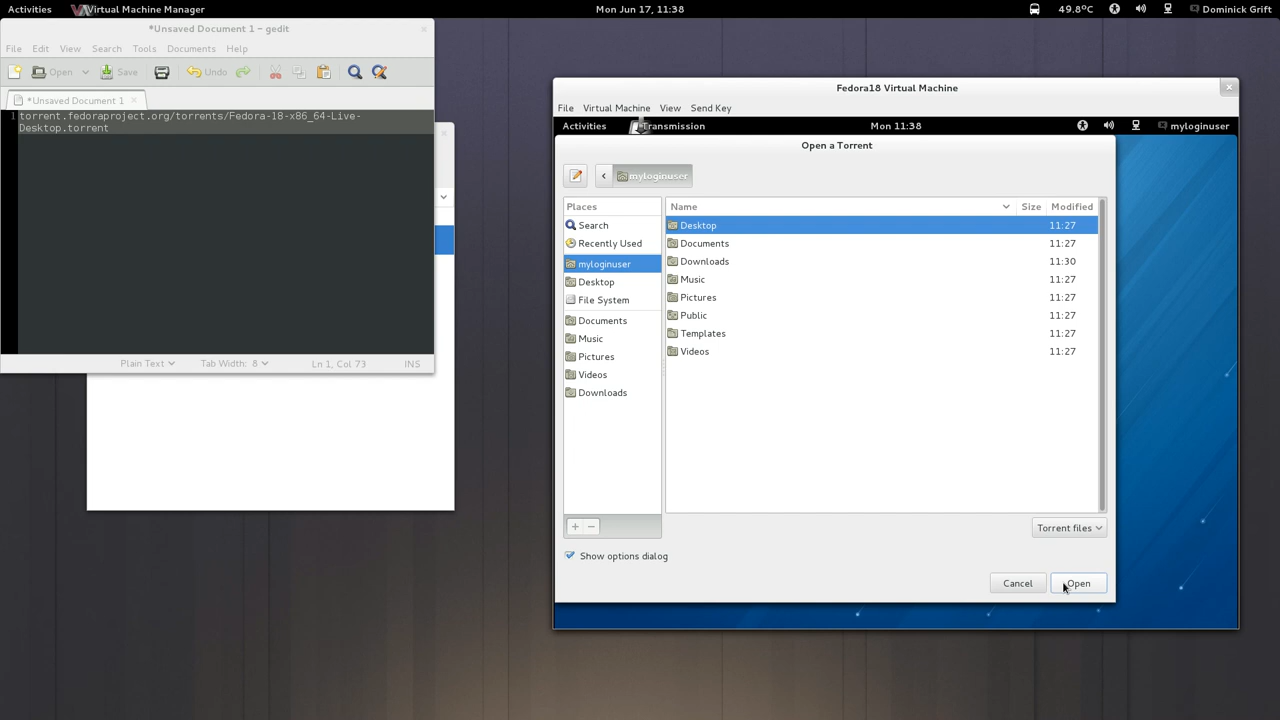 Activities Virtual Machine Manager Mon Jun 17, 11:38 49.8ºC Dominick Grift
*Unsaved Document 1 – gedit
File Edit View Search Tools Documents Help
Open Save Undo
*Unsaved Document 1
1 torrent.fedoraproject.org/torrents/Fedora-18-x86_64-Live-
Desktop.torrent
Plain Text Tab Width: 8 Ln 1, Col 73 INS
Fedora18 Virtual Machine
File Virtual Machine View Send Key
Activities Transmission Mon 11:38 myloginuser
Open a Torrent
myloginuser
Places
Search
Recently Used
myloginuser
Desktop
File System
Documents
Music
Pictures
Videos
Downloads
Name Size Modified
Desktop 11:27
Documents 11:27
Downloads 11:30
Music 11:27
Pictures 11:27
Public 11:27
Templates 11:27
Videos 11:27
Torrent files
Show options dialog
Cancel Open